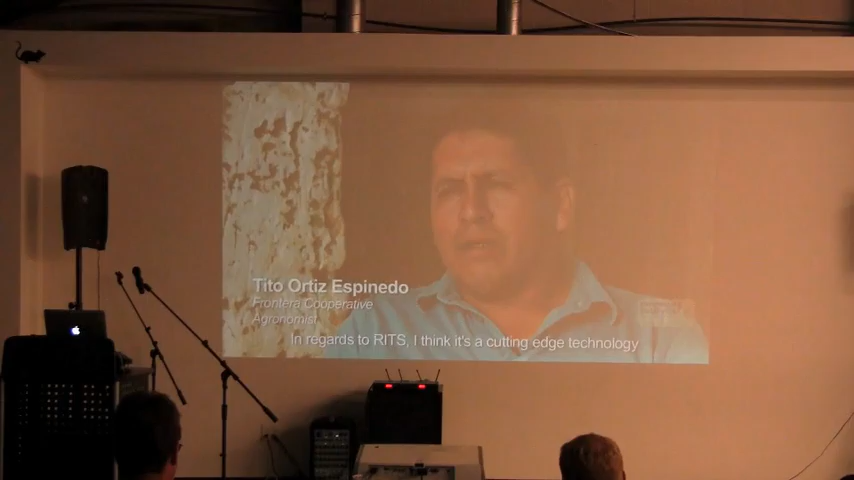 Tito Ortiz Espinedo
Frontera Cooperative
Agronomist
In regards to RITS, I think it's a cutting edge technology